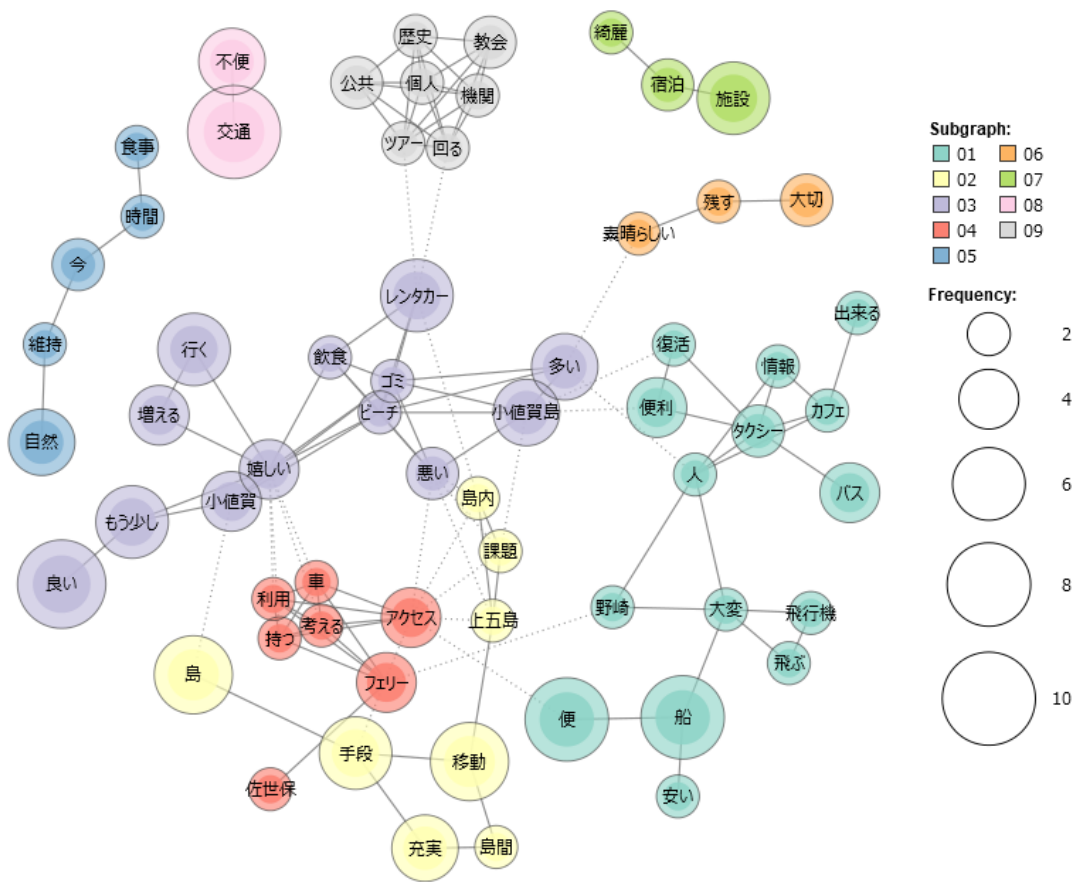 歴史
教会
公共
個人
機関
ツアー
回る
不便
交通
綺麗
宿泊
施設
食事
時間
今
維持
自然
素晴らしい
残す
大切
レンタカー
行く
増える
飲食
ゴミ
ビーチ
多い
小値賀島
嬉しい
悪い
小値賀
もう少し
良い
復活
便利
情報
出来る
カフェ
タクシー
人
バス
野崎
大変
飛行機
飛ぶ
便
船
安い
島内
課題
上五島
車
利用
考える
持つ
アクセス
フェリー
佐世保
島
手段
移動
充実
島間
Subgraph:
01
06
02
07
03
08
04
09
05
Frequency:
2
4
6
8
10